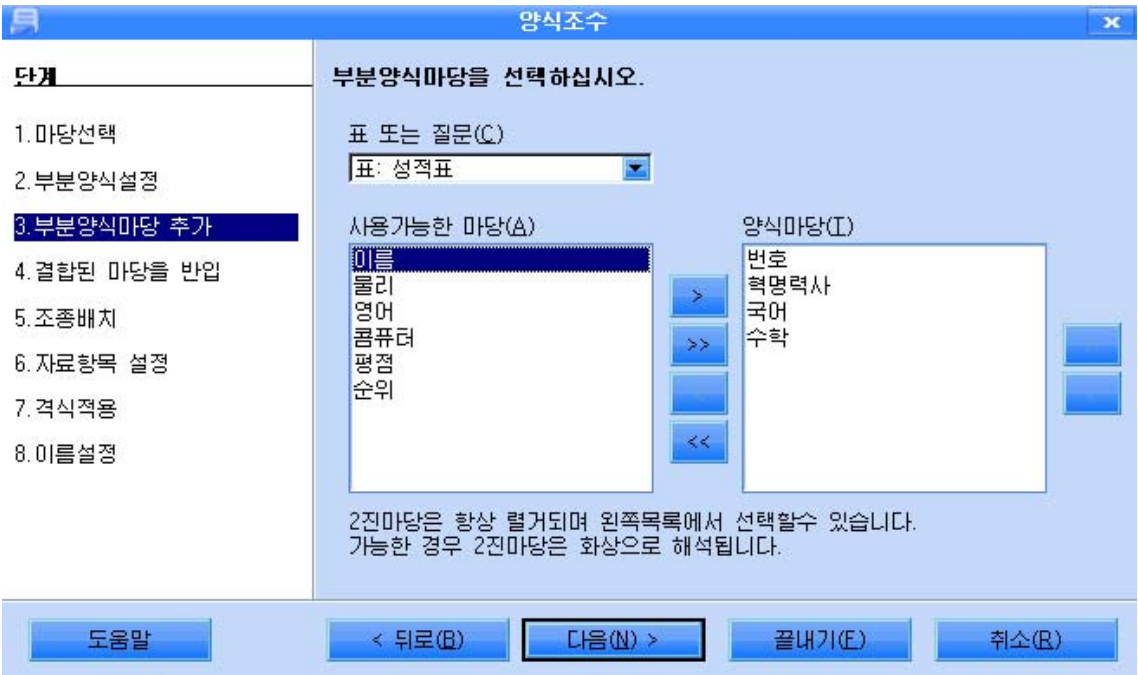 양식조수
단계
1.마당선택
2.부분양식설정
3.부분양식마당 추가
4.결합된 마당을 반입
5.조종배치
6.자료항목 설정
7.격식적용
8.이름설정
부분양식마당을 선택하십시오.
표 또는 질문(C)
표: 성적표
사용가능한 마당(A)
이름
물리
영어
콤퓨터
평점
순위
>
>>
<<
양식마당(T)
번호
혁명력사
국어
수학
2진마당은 항상 렬거되며 왼쪽목록에서 선택할수 있습니다.
가능한 경우 2진마당은 화상으로 해석됩니다.
도움말
< 뒤로(B)
다음(N) >
끝내기(F)
취소(R)